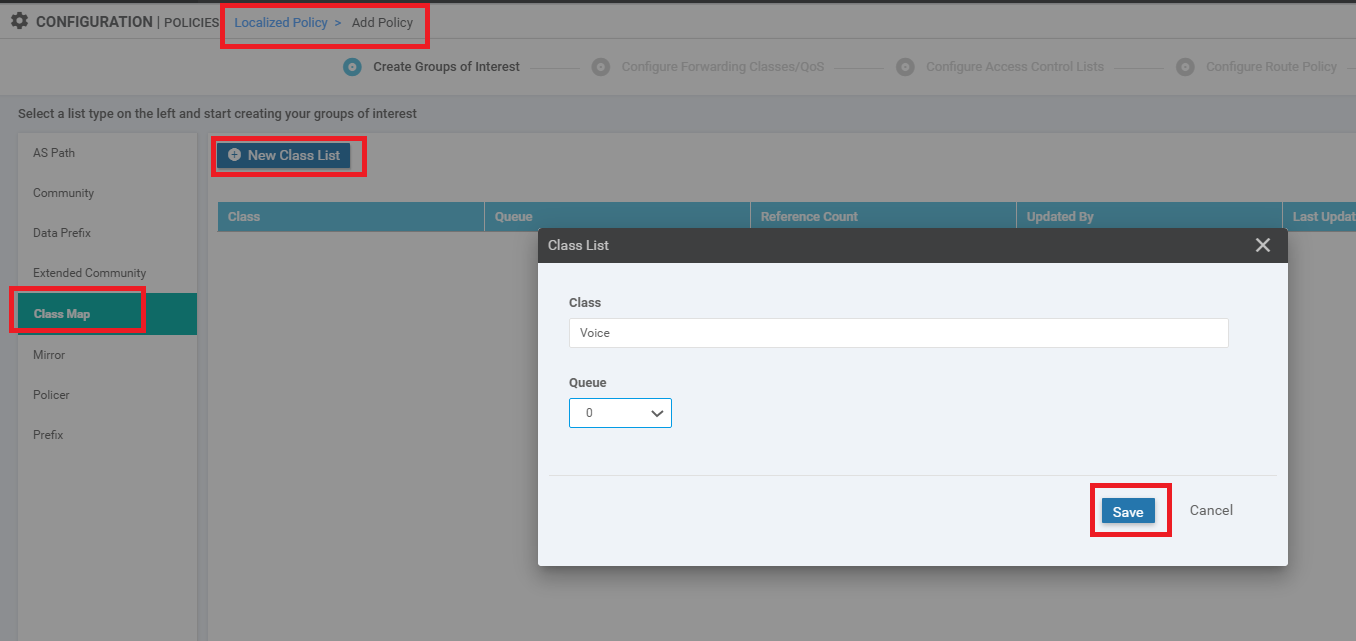 CONFIGURATION | POLICIES Localized Policy > Add Policy
Create Groups of Interest Configure Forwarding Classes/QoS Configure Access Control Lists Configure Route Policy
Select a list type on the left and start creating your groups of interest
AS Path
Community
Data Prefix
Extended Community
Class Map
Mirror
Policer
Prefix
New Class List
Class Queue Reference Count Updated By Last Updat
Class List
Class
Voice
Queue
0
Save Cancel